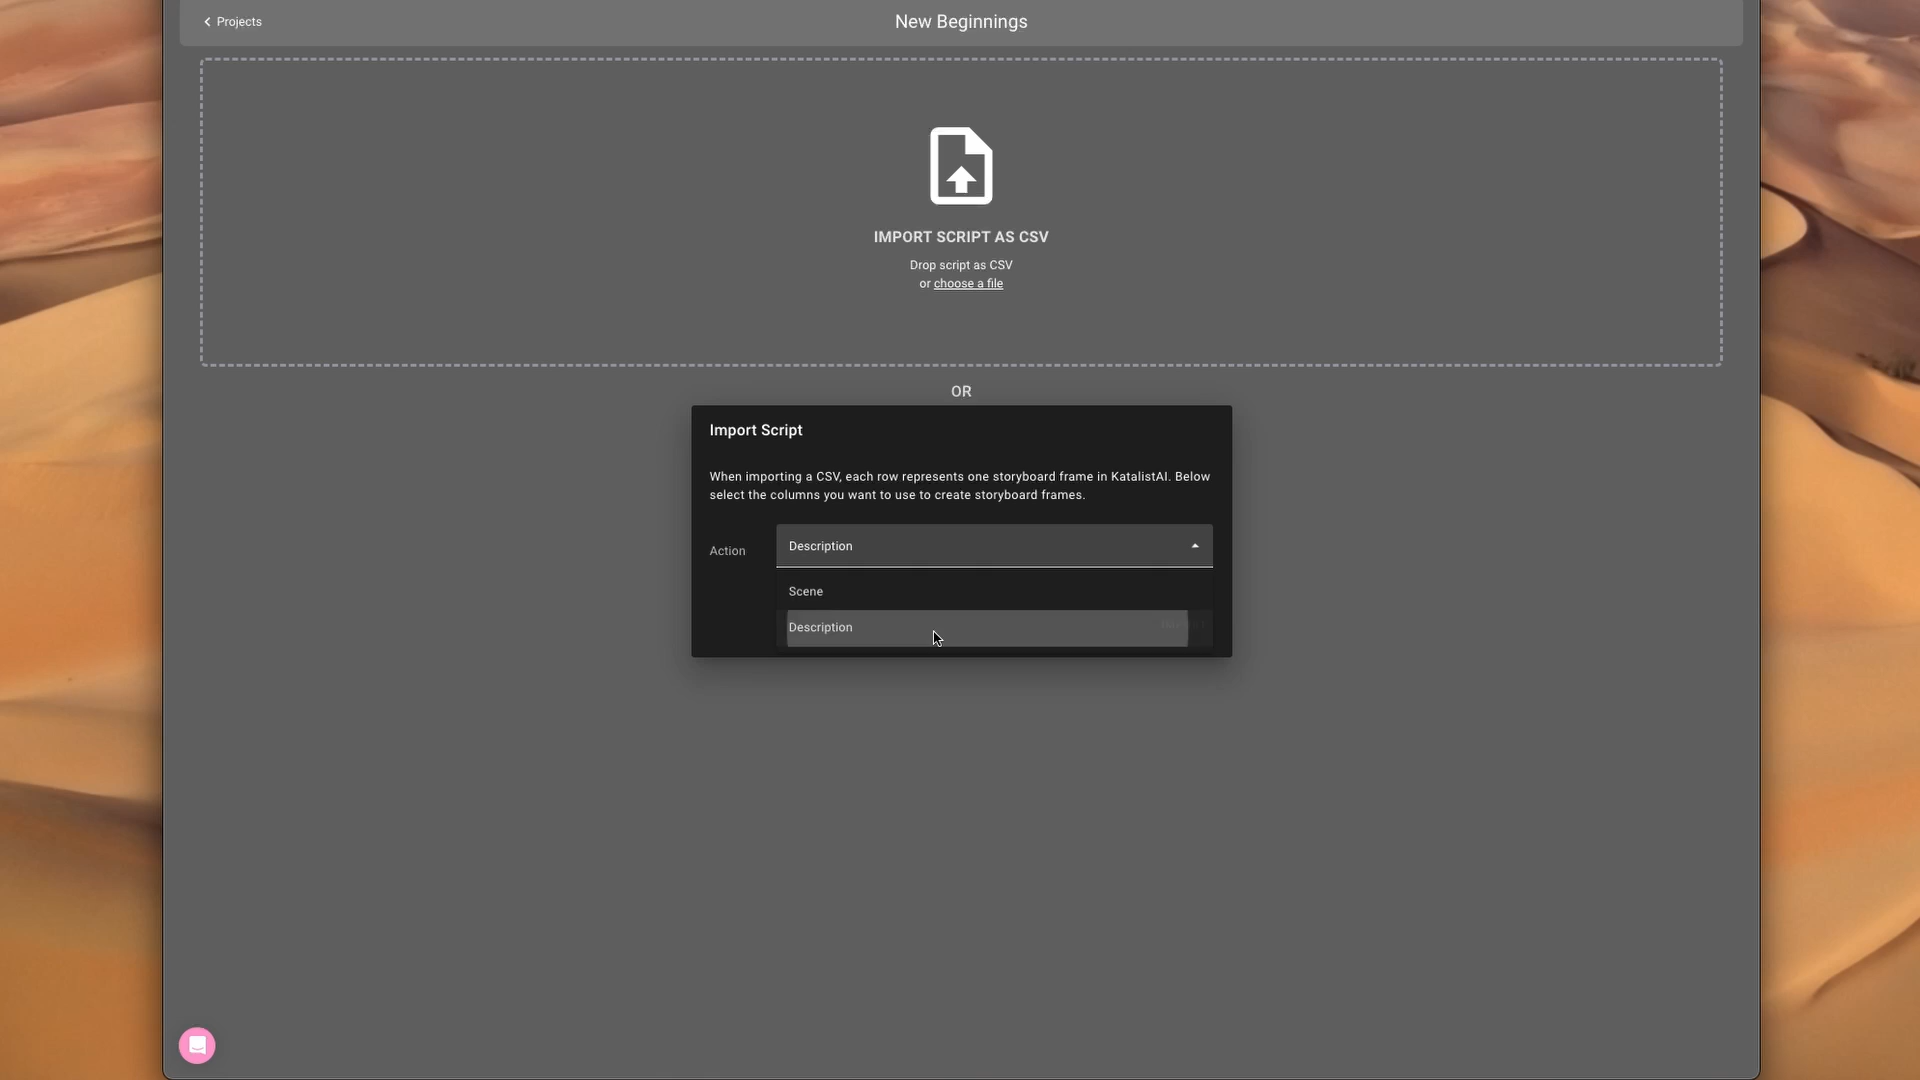 Projects
New Beginnings
IMPORT SCRIPT AS CSV
Drop script as CSV
or choose a file
OR
Import Script
When importing a CSV, each row represents one storyboard frame in KatalistAI. Below
select the columns you want to use to create storyboard frames.
Action
Description
Scene
Description